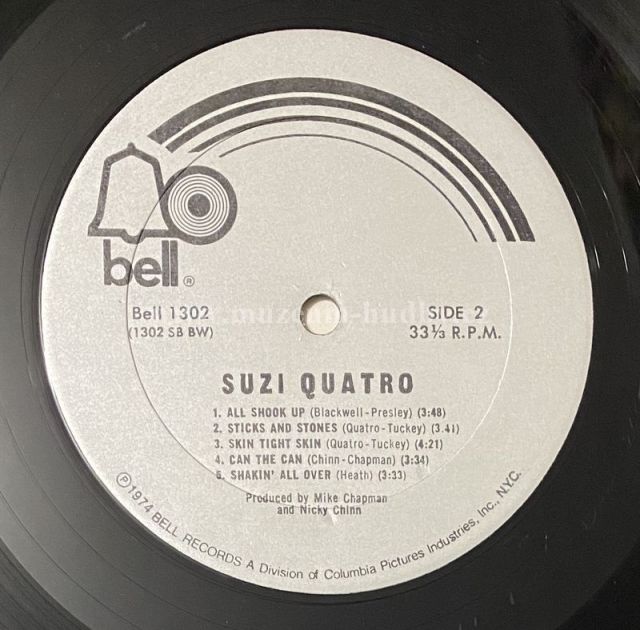 bell®
Bell 1302
(1302 SB BW)
SIDE 2
33⅓ R.P.M.
SUZI QUATRO
1. ALL SHOOK UP (Blackwell-Presley) (3:48)
2. STICKS AND STONES (Quatro-Tuckey) (3.41)
3. SKIN TIGHT SKIN (Quatro-Tuckey) (4:21)
4. CAN THE CAN (Chinn-Chapman) (3:34)
5. SHAKIN' ALL OVER (Heath) (3:33)
Produced by Mike Chapman
and Nicky Chinn
℗1974 BELL RECORDS A Division of Columbia Pictures Industries, Inc., N.Y.C.